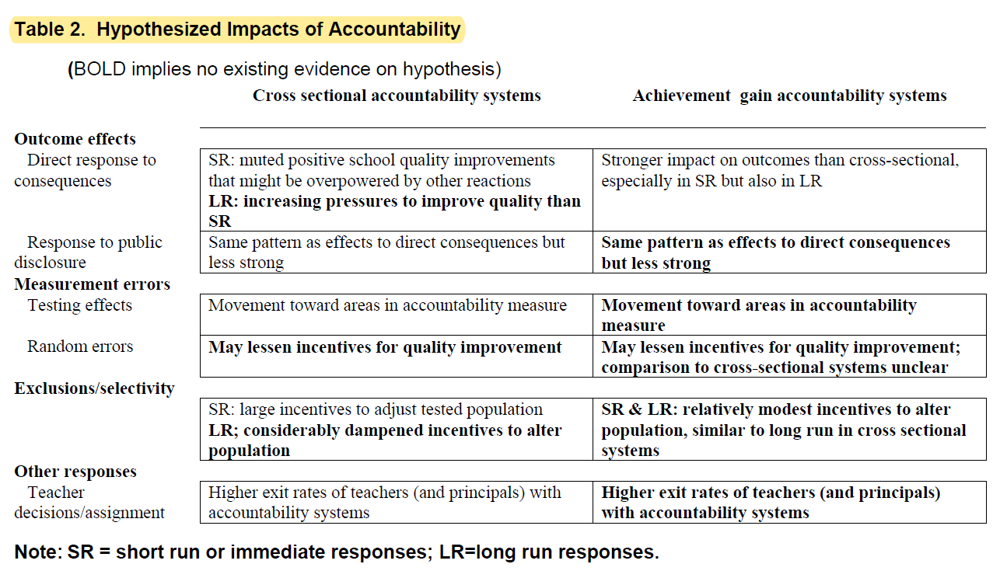 Table 2. Hypothesized Impacts of Accountability
(BOLD implies no existing evidence on hypothesis)
Cross sectional accountability systems
Achievement gain accountability systems
Outcome effects
Direct response to
consequences
SR: muted positive school quality improvements
that might be overpowered by other reactions
LR: increasing pressures to improve quality than
SR
Stronger impact on outcomes than cross-sectional,
especially in SR but also in LR
Response to public
disclosure
Same pattern as effects to direct consequences but
less strong
Same pattern as effects to direct consequences
but less strong
Measurement errors
Testing effects
Movement toward areas in accountability measure
Movement toward areas in accountability
measure
Random errors
May lessen incentives for quality improvement
May lessen incentives for quality improvement;
comparison to cross-sectional systems unclear
Exclusions/selectivity
SR: large incentives to adjust tested population
LR; considerably dampened incentives to alter
population
SR & LR: relatively modest incentives to alter
population, similar to long run in cross sectional
systems
Other responses
Teacher
decisions/assignment
Higher exit rates of teachers (and principals) with
accountability systems
Higher exit rates of teachers (and principals)
with accountability systems
Note: SR = short run or immediate responses; LR=long run responses.